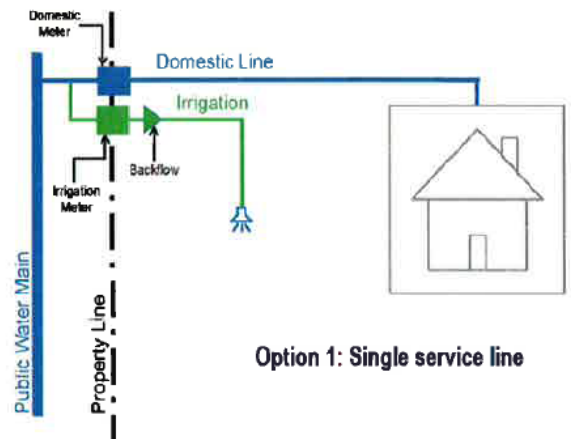 Domestic
Meter
Domestic Line
Irrigation
Backflow
Irrigation
Meter
Public Water Main
Property Line
Option 1: Single service line